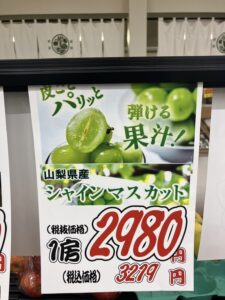 皮ごと
パリッと
弾ける
果汁!
山梨県産
シャインマスカット
(税抜価格)
1房 2980円
(税込価格) 3219円